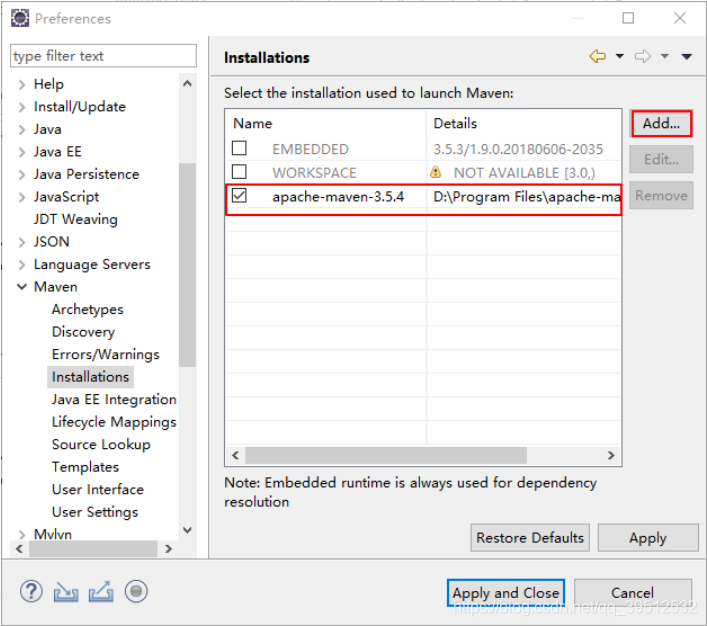 Preferences
type filter text
Installations
Help
Install/Update
Java
Java EE
Java Persistence
JavaScript
JDT Weaving
JSON
Language Servers
Maven
Archetypes
Discovery
Errors/Warnings
Installations
Java EE Integration
Lifecycle Mappings
Source Lookup
Templates
User Interface
User Settings
Mylyn
Select the installation used to launch Maven:
Name Details
EMBEDDED 3.5.3/1.9.0.20180606-2035
WORKSPACE NOT AVAILABLE [3.0,)
apache-maven-3.5.4 D:\Program Files\apache-ma
Add...
Edit...
Remove
Note: Embedded runtime is always used for dependency
resolution
Restore Defaults Apply
Apply and Close Cancel
https://blog.csdn.net/qq_39512532